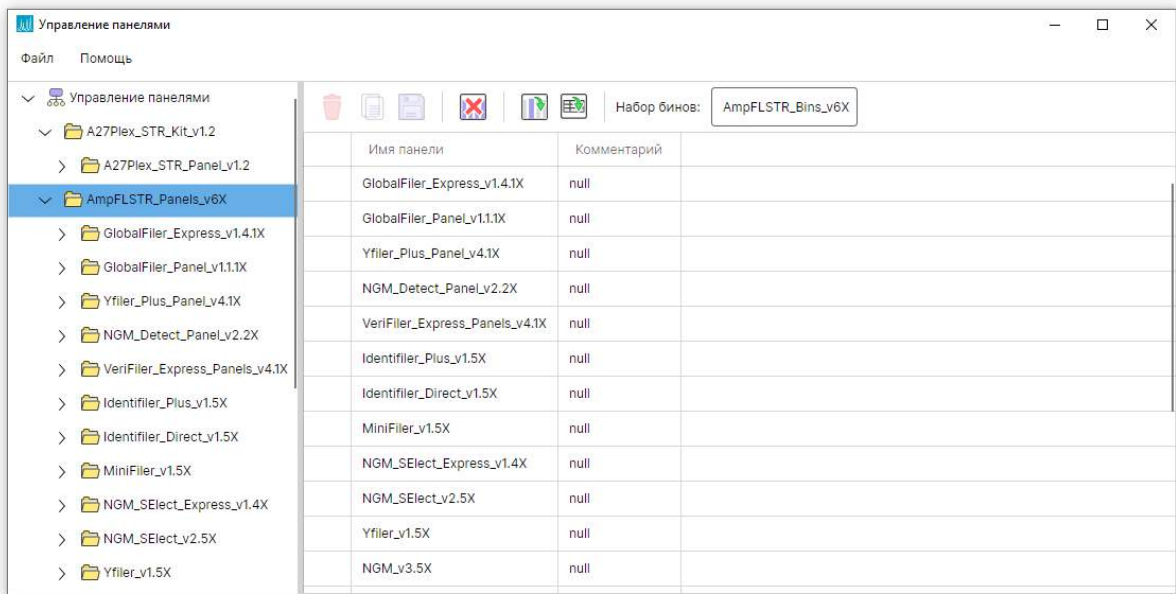 Управление панелями
Файл Помощь
Управление панелями
A27Plex_STR_Kit_v1.2
A27Plex_STR_Panel_v1.2
AmpFLSTR_Panels_v6X
GlobalFiler_Express_v1.4.1X
GlobalFiler_Panel_v1.1.1X
Yfiler_Plus_Panel_v4.1X
NGM_Detect_Panel_v2.2X
VeriFiler_Express_Panels_v4.1X
Identifiler_Plus_v1.5X
Identifiler_Direct_v1.5X
MiniFiler_v1.5X
NGM_SElect_Express_v1.4X
NGM_SElect_v2.5X
Yfiler_v1.5X
Набор бинов: AmpFLSTR_Bins_v6X
Имя панели Комментарий
GlobalFiler_Express_v1.4.1X null
GlobalFiler_Panel_v1.1.1X null
Yfiler_Plus_Panel_v4.1X null
NGM_Detect_Panel_v2.2X null
VeriFiler_Express_Panels_v4.1X null
Identifiler_Plus_v1.5X null
Identifiler_Direct_v1.5X null
MiniFiler_v1.5X null
NGM_SElect_Express_v1.4X null
NGM_SElect_v2.5X null
Yfiler_v1.5X null
NGM_v3.5X null